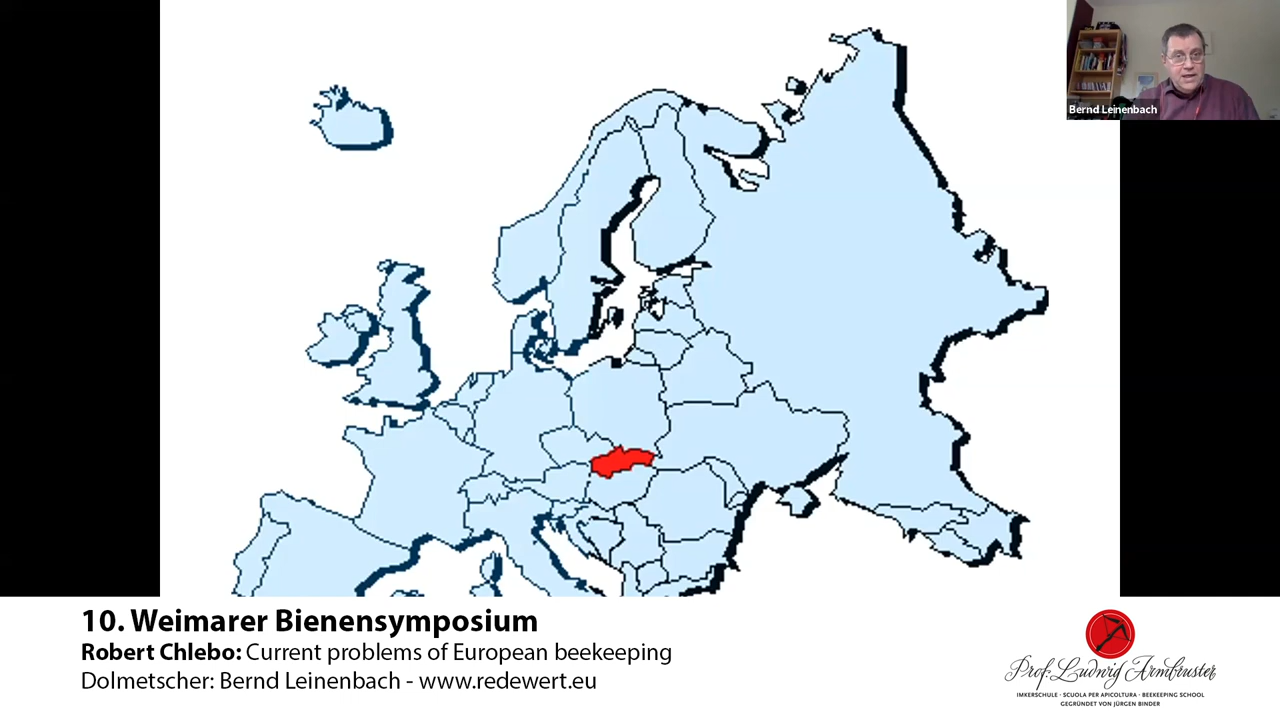 Bernd Leinenbach
10. Weimarer Bienensymposium
Robert Chlebo: Current problems of European beekeeping
Dolmetscher: Bernd Leinenbach - www.redewert.eu
Prof. Ludwig Armbruster
IMKERSCHULE · SCUOLA PER APICOLTURA · BEEKEEPING SCHOOL
GEGRÜNDET VON JÜRGEN BINDER